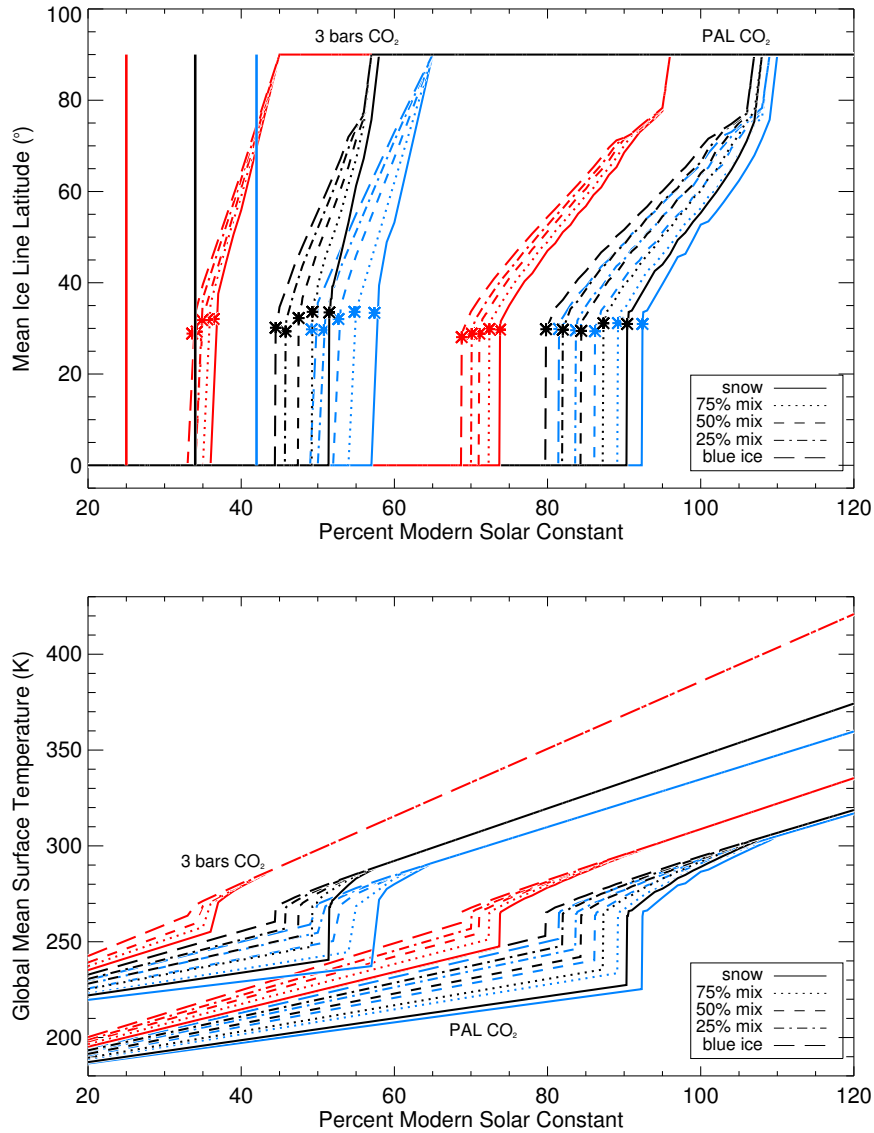 3 bars CO₂
PAL CO₂
100
80
60
40
20
0
Mean Ice Line Latitude (°)
snow
75% mix
50% mix
25% mix
blue ice
20
40
60
80
100
120
Percent Modern Solar Constant
400
350
300
250
200
Global Mean Surface Temperature (K)
3 bars CO₂
PAL CO₂
snow
75% mix
50% mix
25% mix
blue ice
20
40
60
80
100
120
Percent Modern Solar Constant